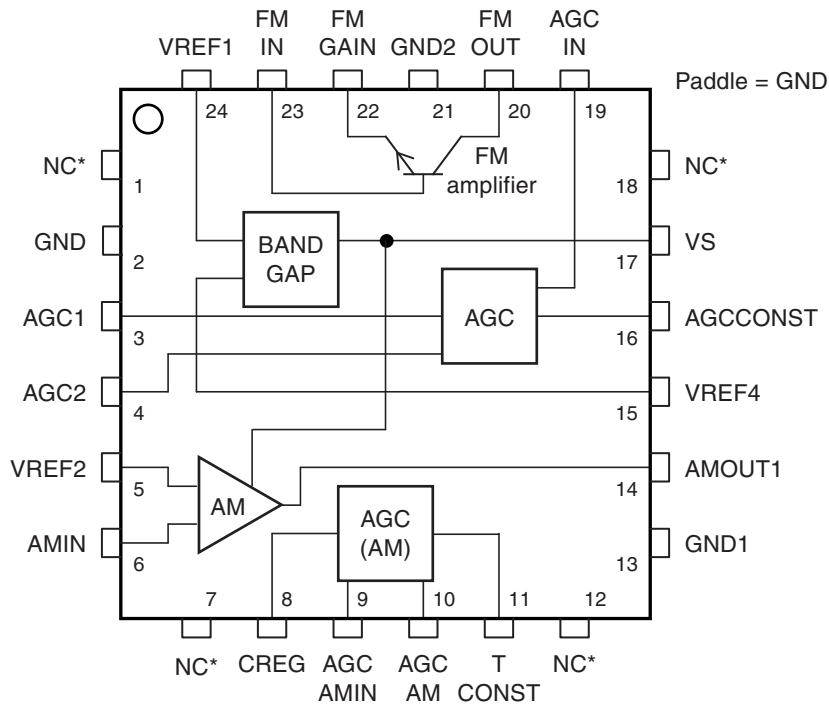 FM FM FM AGC
VREF1 IN GAIN GND2 OUT IN
Paddle = GND
24 23 22 21 20 19
FM
amplifier
NC* 1 18 NC*
GND 2 BAND
GAP 17 VS
AGC1 3 AGC 16 AGCCONST
AGC2 4 15 VREF4
VREF2 5 AM 14 AMOUT1
AMIN 6 AGC
(AM) 13 GND1
7 8 9 10 11 12
NC* CREG AGC AGC T NC*
AMIN AM CONST